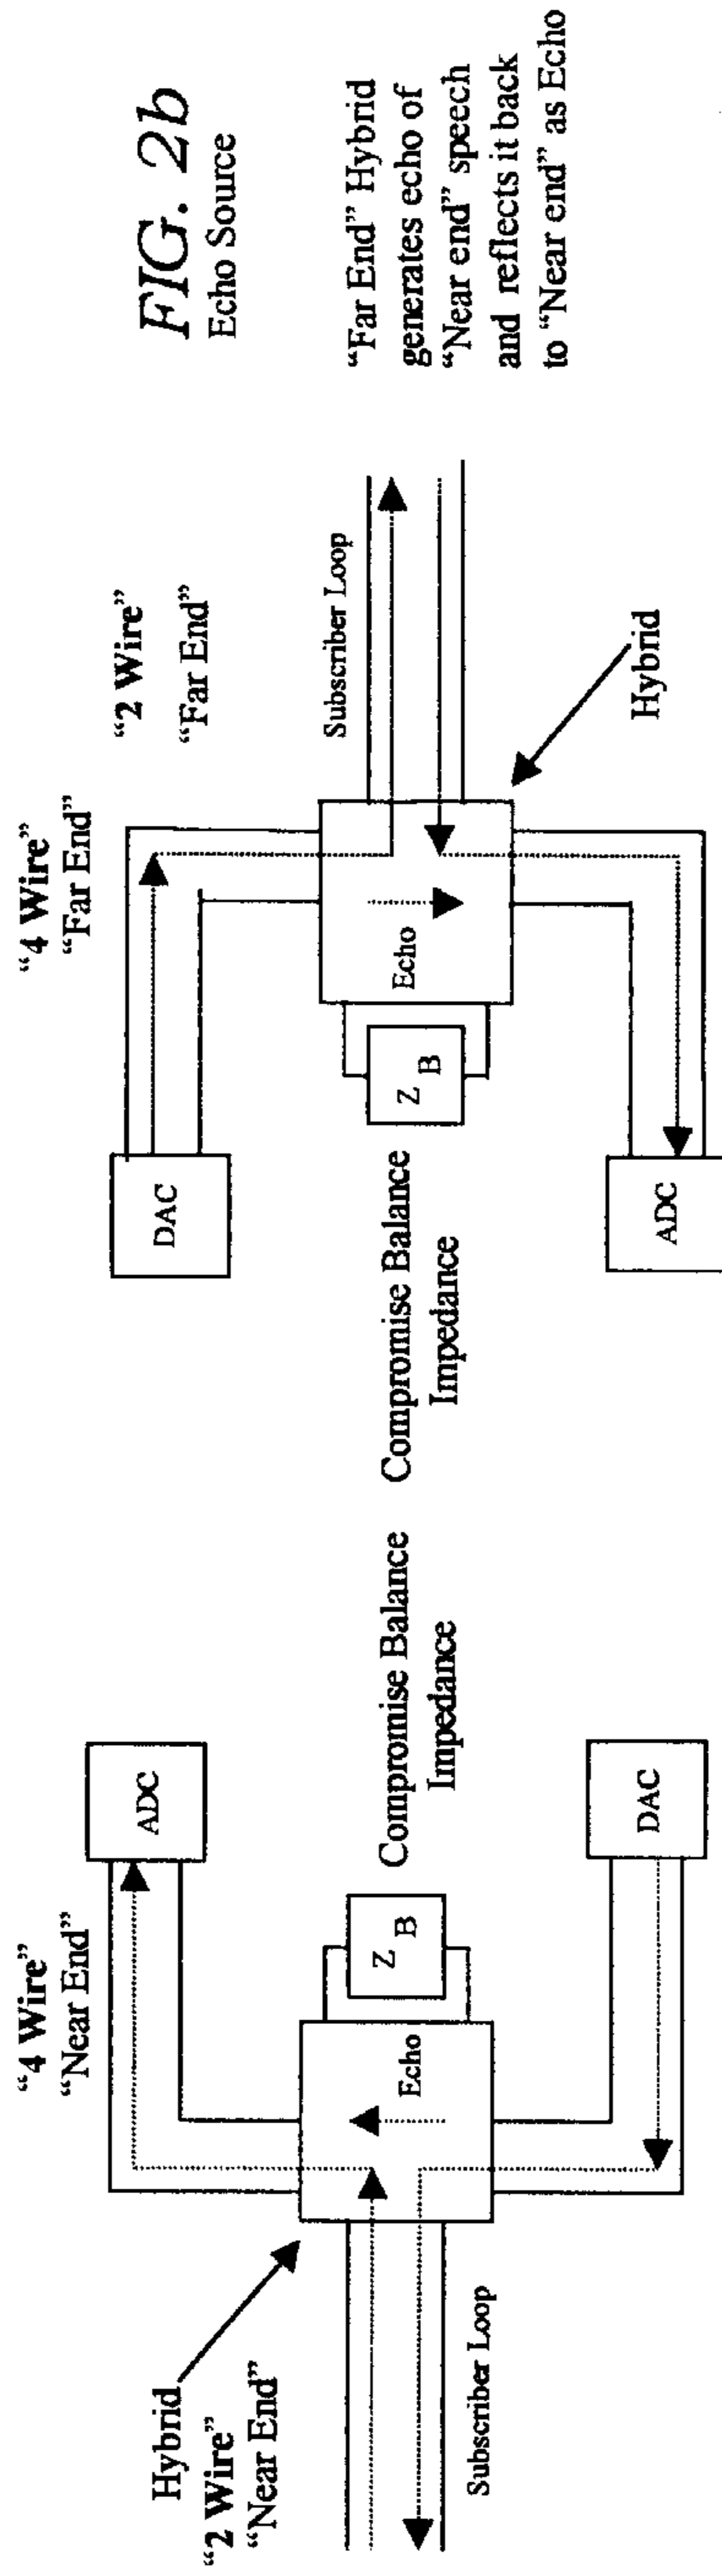 FIG. 2b
Echo Source
“Far End” Hybrid
generates echo of
“Near end” speech
and reflects it back
to “Near end” as Echo
“4 Wire”
“Near End”
ADC
Hybrid
“2 Wire”
“Near End”
Echo
Z
B
Compromise Balance
Impedance
Subscriber Loop
DAC
“4 Wire”
“Far End”
“2 Wire”
“Far End”
DAC
Subscriber Loop
Echo
Z
B
Compromise Balance
Impedance
Hybrid
ADC